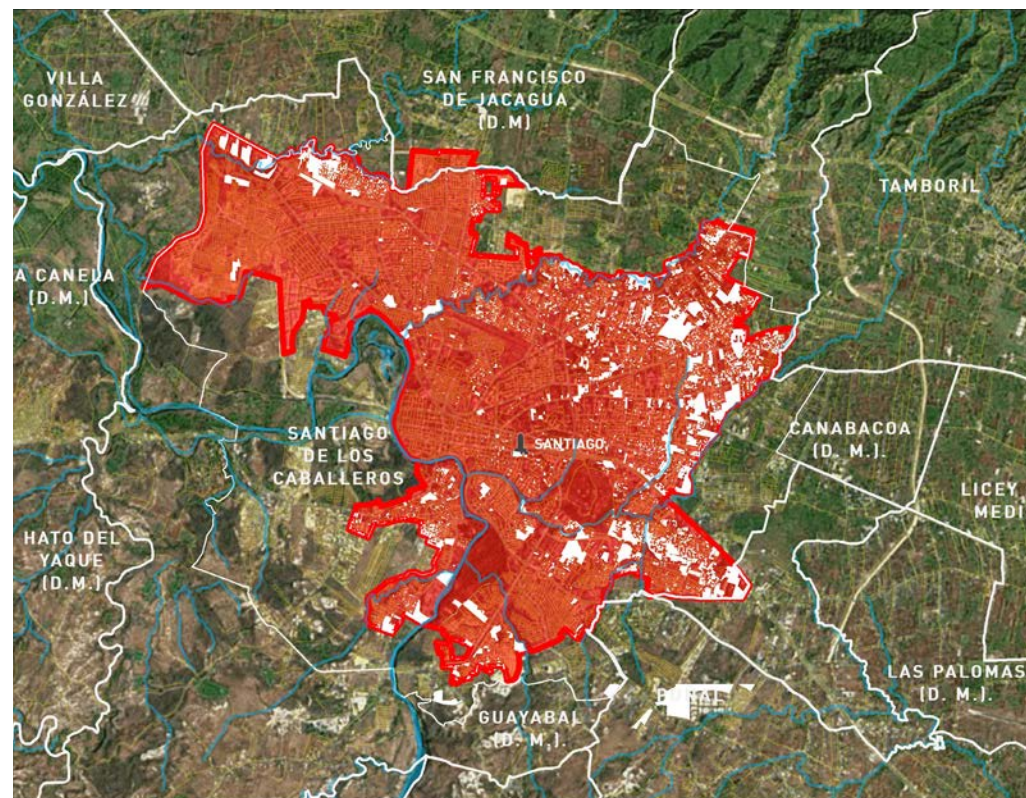 VILLA
GONZÁLEZ
SAN FRANCISCO
DE JACAGUA
(D.M)
TAMBORIL
A CANELA
(D.M.)
SANTIAGO
SANTIAGO
DE LOS
CABALLEROS
CANABACOA
(D. M.).
LICEY
MEDI
HATO DEL
YAQUE
(D.M.)
LAS PALOMAS
(D. M.).
GUAYABAL
(D. M,).